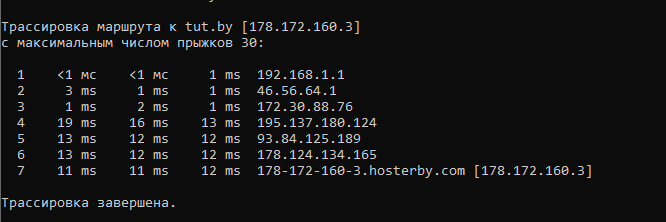 Трассировка маршрута к tut.by [178.172.160.3]
с максимальным числом прыжков 30:
1 <1 мс <1 мс 1 ms 192.168.1.1
2 3 ms 1 ms 1 ms 46.56.64.1
3 1 ms 2 ms 1 ms 172.30.88.76
4 19 ms 16 ms 13 ms 195.137.180.124
5 13 ms 12 ms 12 ms 93.84.125.189
6 13 ms 12 ms 12 ms 178.124.134.165
7 11 ms 11 ms 12 ms 178-172-160-3.hosterby.com [178.172.160.3]
Трассировка завершена.